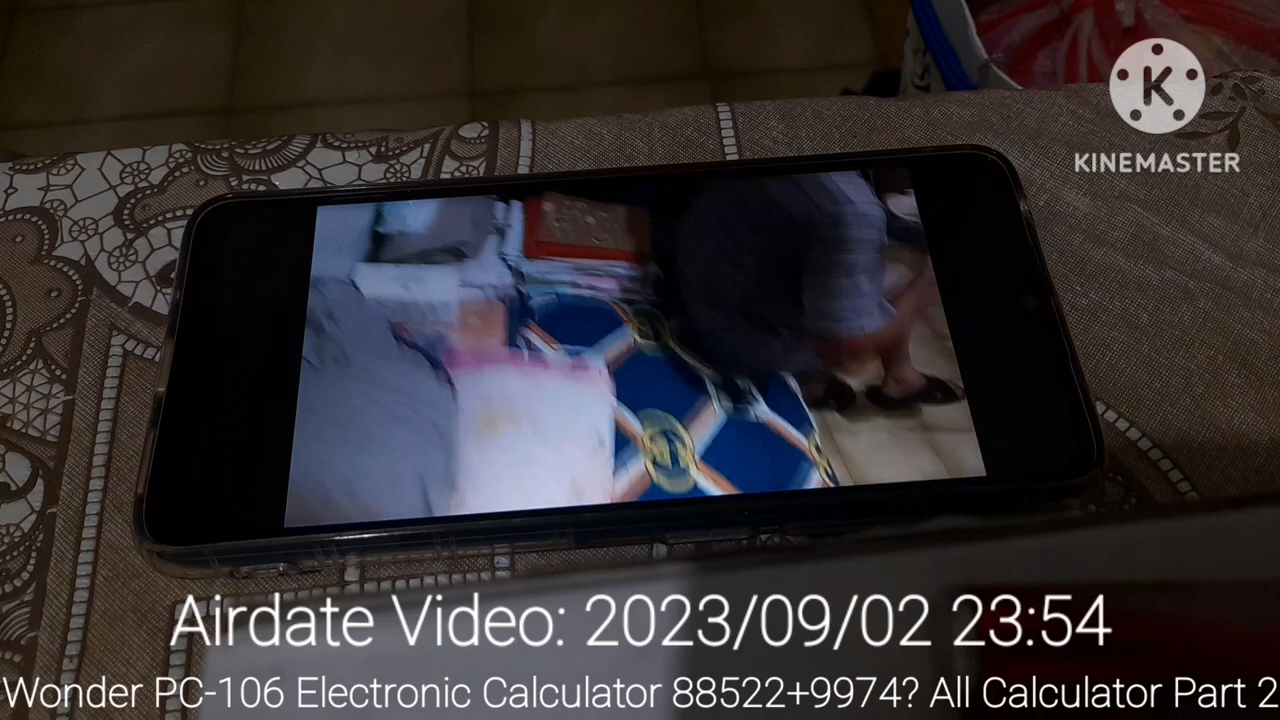 K
KINEMASTER
Airdate Video: 2023/09/02 23:54
Wonder PC-106 Electronic Calculator 88522+9974? All Calculator Part 2